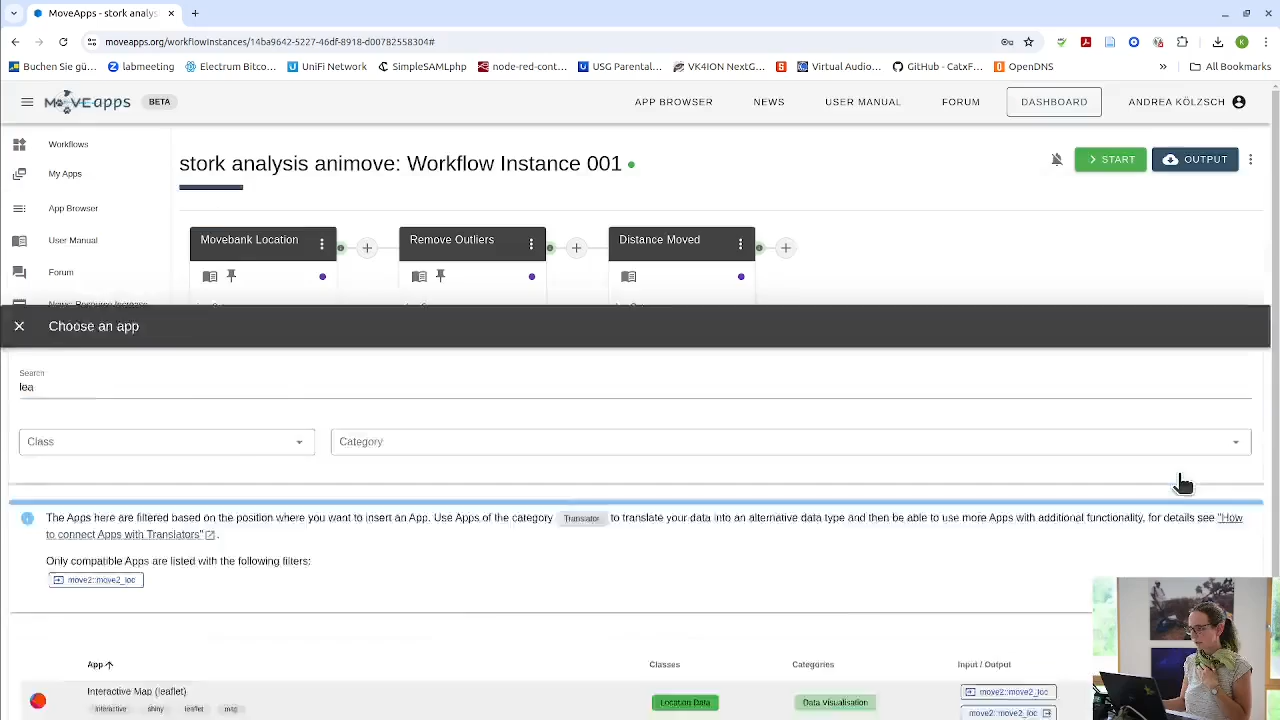 MoveApps - stork analys
moveapps.org/workflowInstances/14ba9642-5227-46df-8918-d00782558304#
Buchen Sie gü...
labmeeting
Electrum Bitco...
UniFi Network
SimpleSAMLphp
node-red-cont...
USG Parental...
VK4ION NextG...
Virtual Audio...
GitHub - CatxF...
OpenDNS
»
All Bookmarks
MOVEapps
BETA
APP BROWSER
NEWS
USER MANUAL
FORUM
DASHBOARD
ANDREA KÖLZSCH
Workflows
My Apps
App Browser
User Manual
Forum
News: Resource Increase
stork analysis animove: Workflow Instance 001
START
OUTPUT
Movebank Location
Remove Outliers
Distance Moved
Choose an app
Search
lea
Class
Category
The Apps here are filtered based on the position where you want to insert an App. Use Apps of the category Translator to translate your data into an alternative data type and then be able to use more Apps with additional functionality, for details see "How
to connect Apps with Translators".
Only compatible Apps are listed with the following filters:
move2::move2_loc
App
Classes
Categories
Input / Output
Interactive Map (leaflet)
interactive
shiny
leaflet
map
Location Data
Data Visualisation
move2::move2_loc
move2::move2_loc